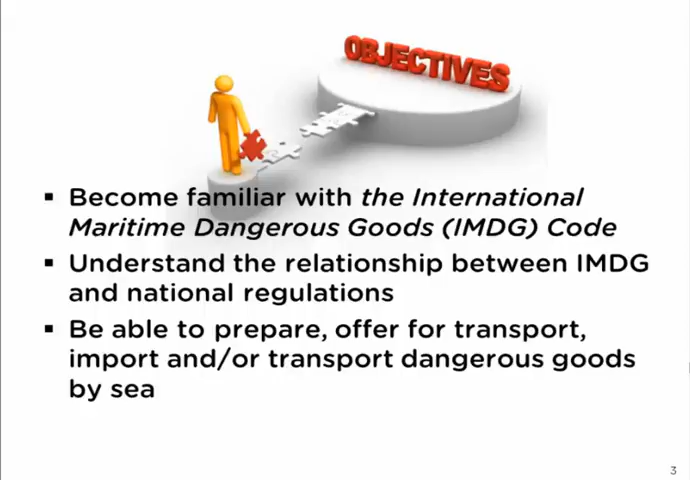 OBJECTIVES
▪ Become familiar with the International
Maritime Dangerous Goods (IMDG) Code
▪ Understand the relationship between IMDG
and national regulations
▪ Be able to prepare, offer for transport,
import and/or transport dangerous goods
by sea
3